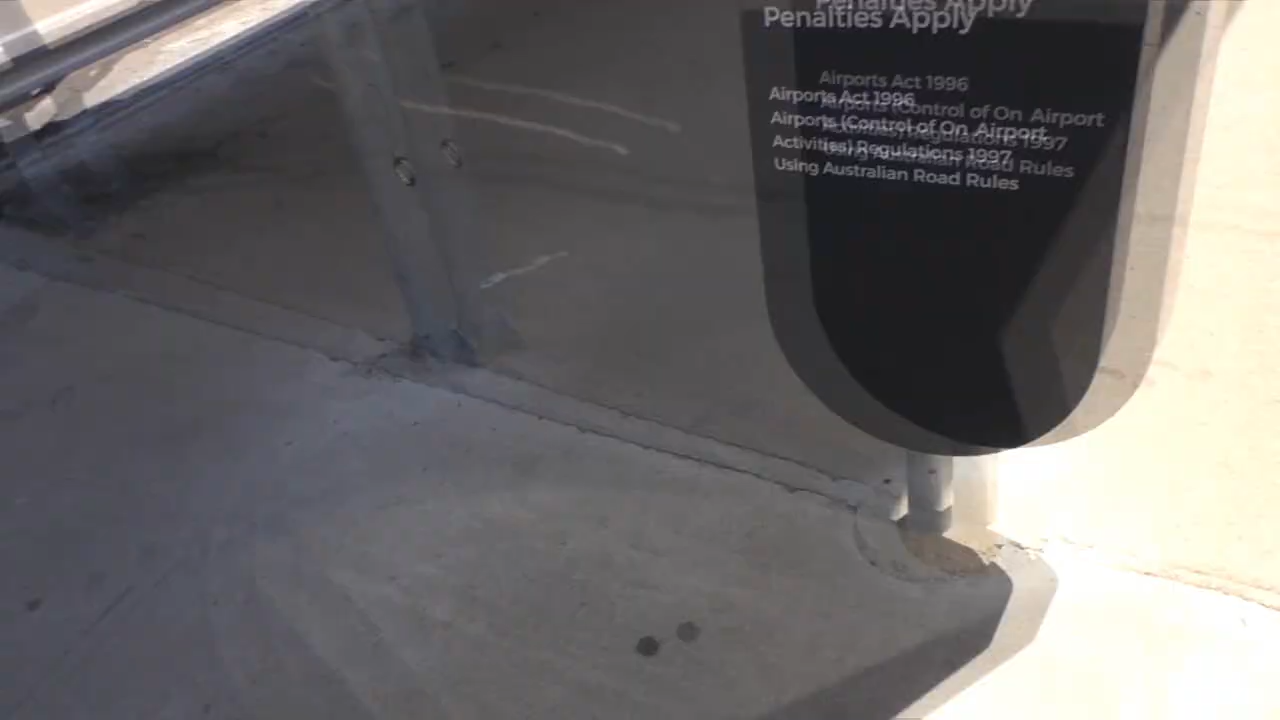 Penalties Apply
Airports Act 1996
Airports (Control of On Airport
Activities) Regulations 1997
Using Australian Road Rules